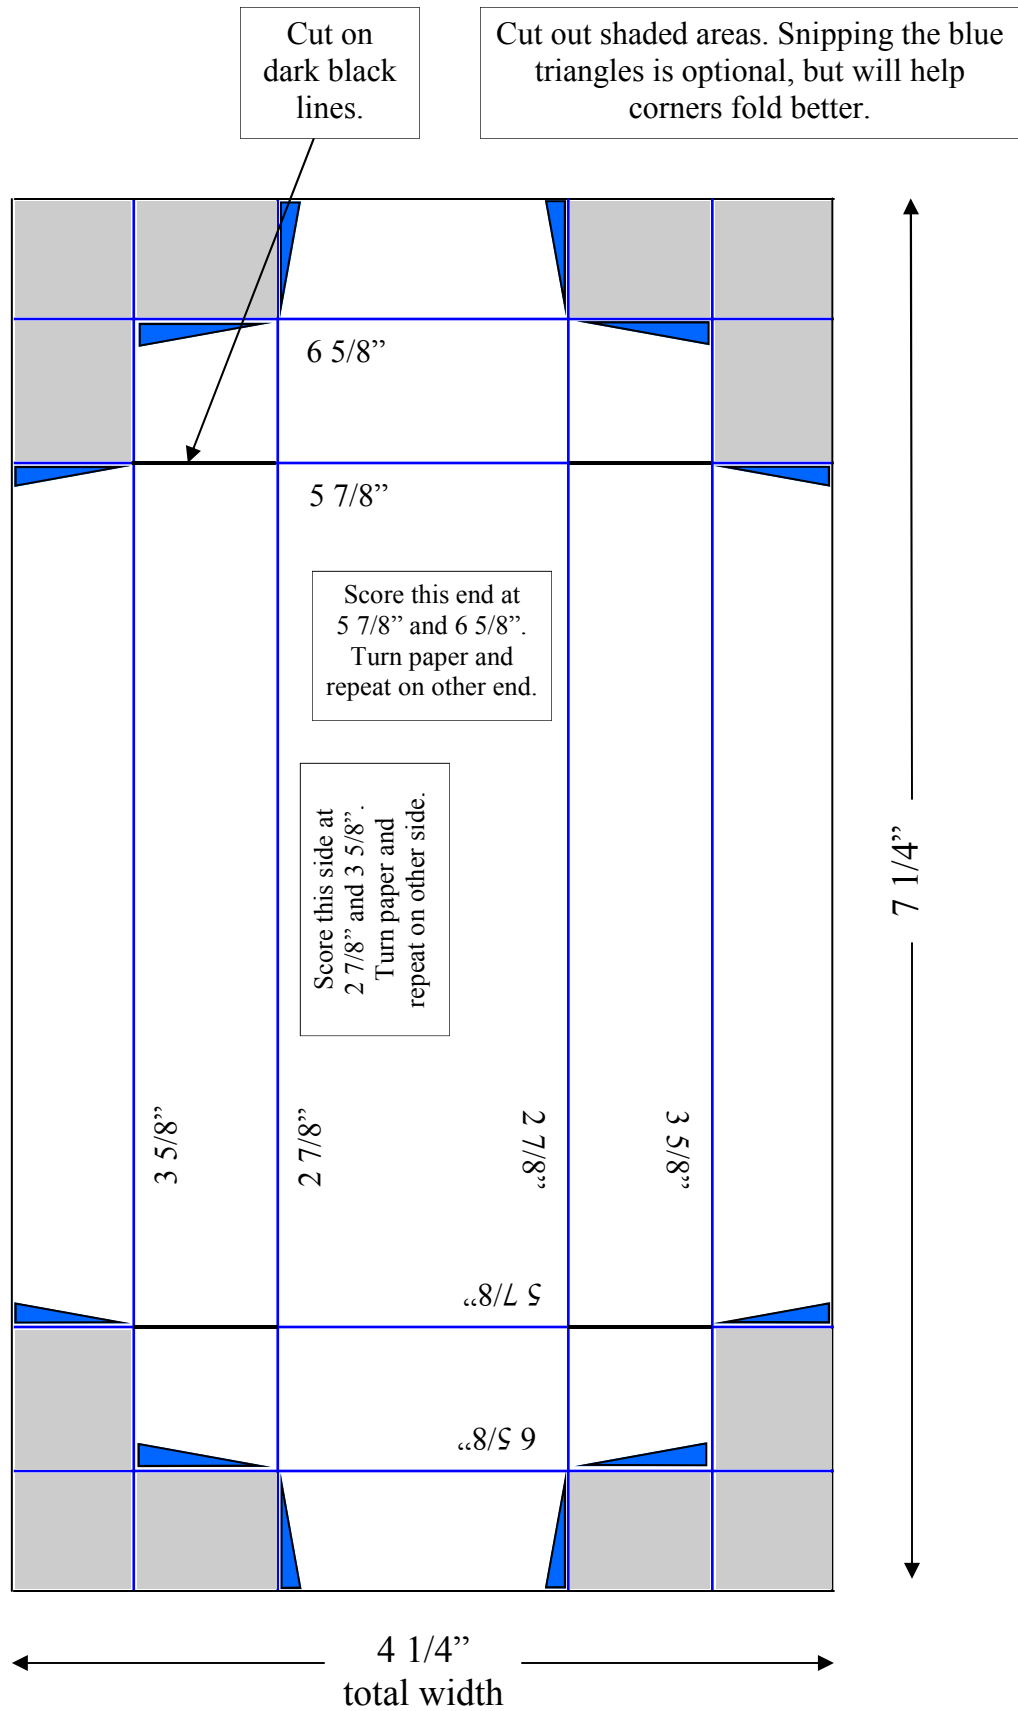 Cut on
dark black
lines.
Cut out shaded areas. Snipping the blue
triangles is optional, but will help
corners fold better.
6 5/8”
5 7/8”
Score this end at
5 7/8” and 6 5/8”.
Turn paper and
repeat on other end.
Score this side at
2 7/8” and 3 5/8” .
Turn paper and
repeat on other side.
7 1/4”
3 5/8”
2 7/8”
2 7/8”
3 5/8”
5 7/8“
6 5/8“
4 1/4”
total width